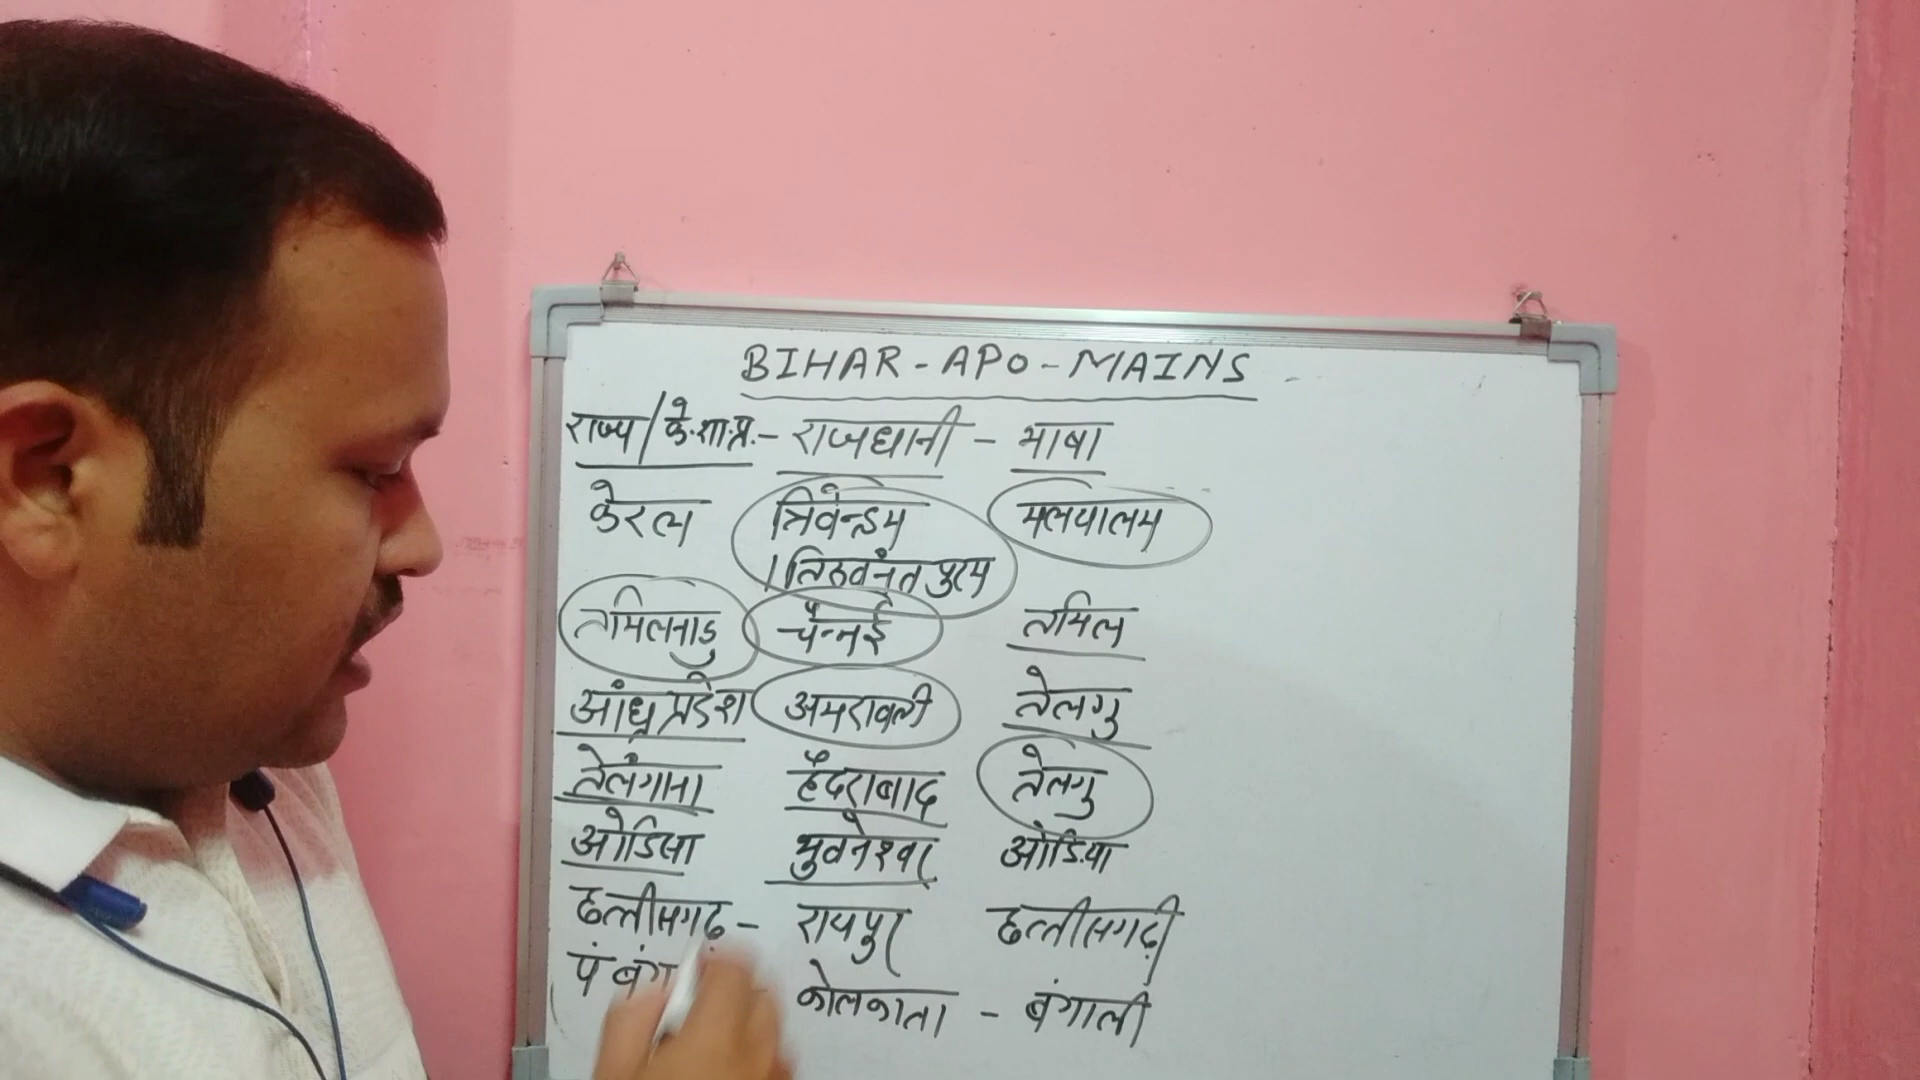 BIHAR - APO - MAINS
राज्य/के.शा.प्र. - राजधानी - भाषा
केरल त्रिवेन्द्रम मलयालम
/तिरुवनंतपुरम
तमिलनाडु चेन्नई तमिल
आंध्र प्रदेश अमरावती तेलगु
तेलंगाना हैदराबाद तेलगु
ओडिसा भुवनेश्वर ओडिया
छत्तीसगढ़ - रायपुर छत्तीसगढ़ी
पं बंग कोलकाता - बंगाली